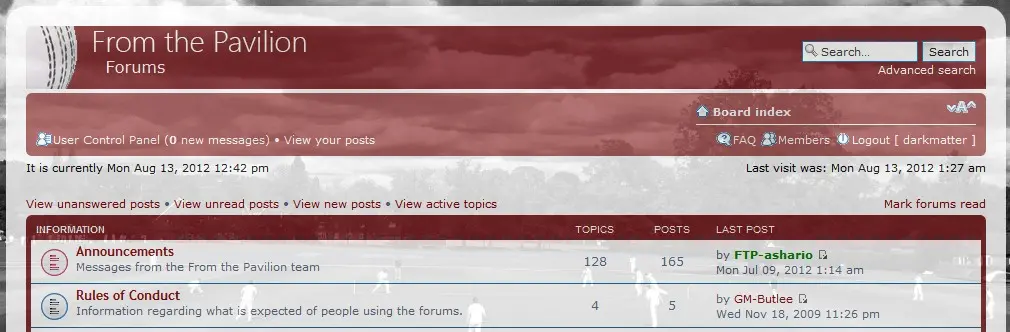 From the Pavilion
Forums
Search…
Search
Advanced search
Board index
A
User Control Panel (0 new messages) • View your posts
FAQ Members Logout [ darkmatter ]
It is currently Mon Aug 13, 2012 12:42 pm
Last visit was: Mon Aug 13, 2012 1:27 am
View unanswered posts • View unread posts • View new posts • View active topics
Mark forums read
INFORMATION TOPICS POSTS LAST POST
Announcements
Messages from the From the Pavilion team
128 165
by FTP-ashario
Mon Jul 09, 2012 1:14 am
Rules of Conduct
Information regarding what is expected of people using the forums.
4 5
by GM-Butlee
Wed Nov 18, 2009 11:26 pm